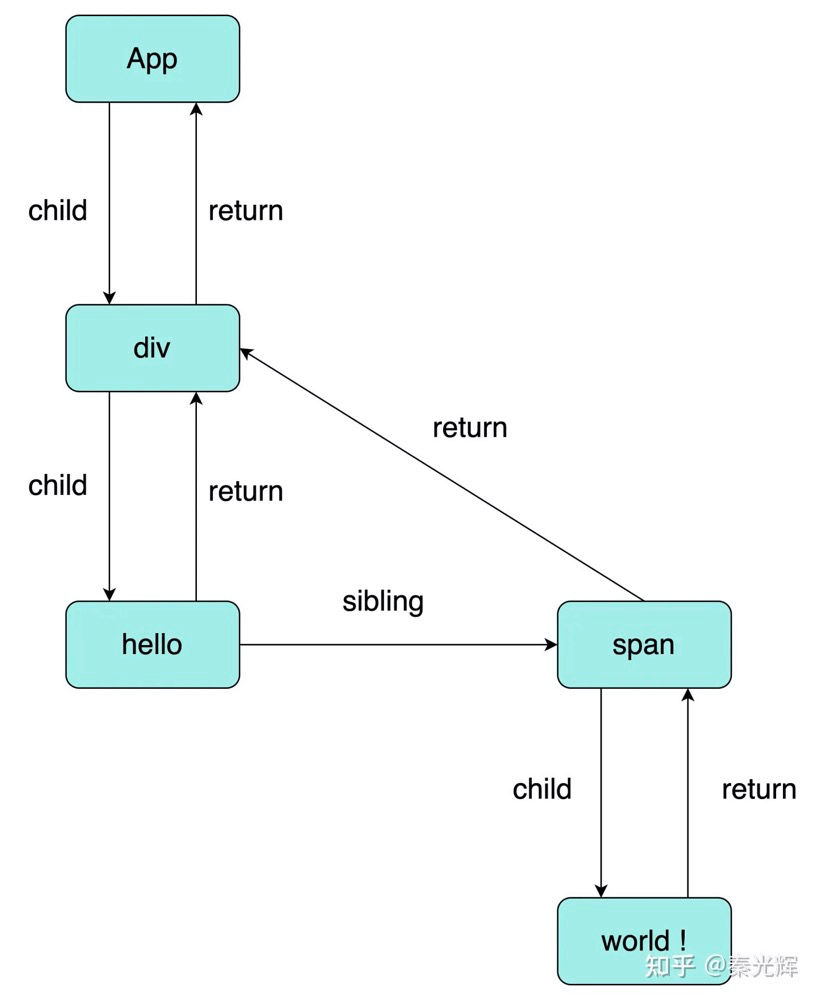 App
child
return
div
return
child
return
sibling
hello
span
child
return
world !
知乎 @秦光辉